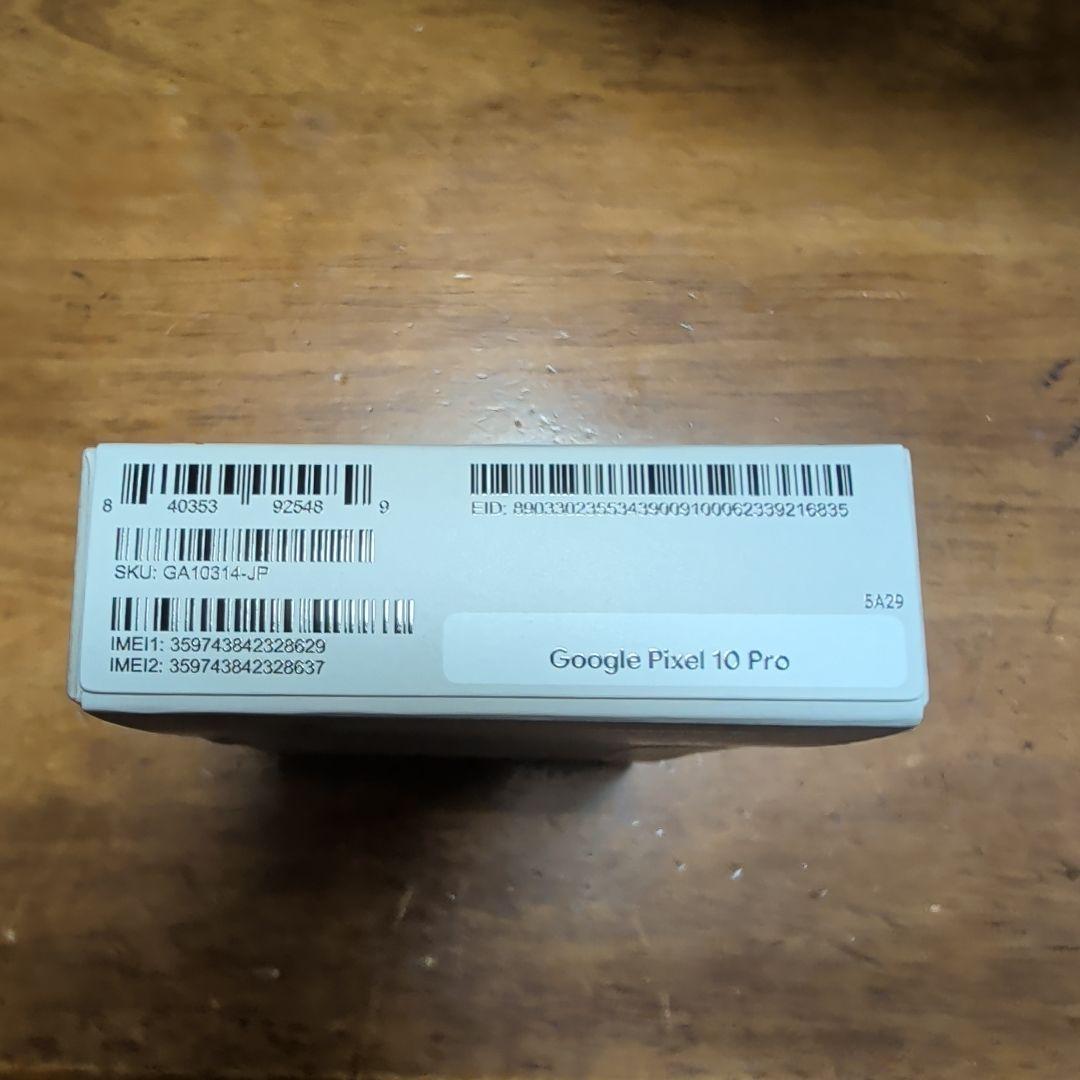 8 40353 92548 9
EID: 89033023553439009100062339216835
SKU: GA10314-JP
5A29
IMEI1: 359743842328629
IMEI2: 359743842328637
Google Pixel 10 Pro